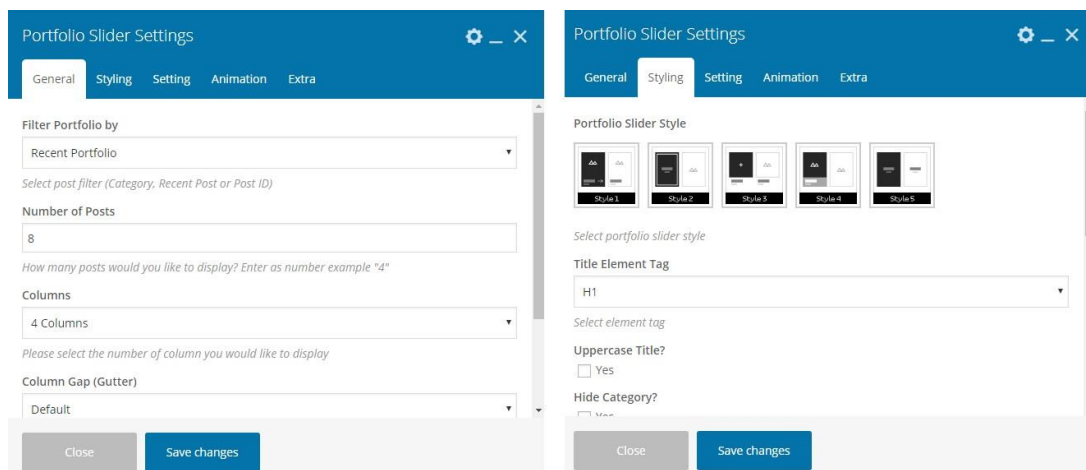 Portfolio Slider Settings
General Styling Setting Animation Extra
Filter Portfolio by
Recent Portfolio
Select post filter (Category, Recent Post or Post ID)
Number of Posts
8
How many posts would you like to display? Enter as number example "4"
Columns
4 Columns
Please select the number of column you would like to display
Column Gap (Gutter)
Default
Close Save changes
Portfolio Slider Settings
General Styling Setting Animation Extra
Portfolio Slider Style
Style 1 Style 2 Style 3 Style 4 Style 5
Select portfolio slider style
Title Element Tag
H1
Select element tag
Uppercase Title?
Yes
Hide Category?
Yes
Close Save changes